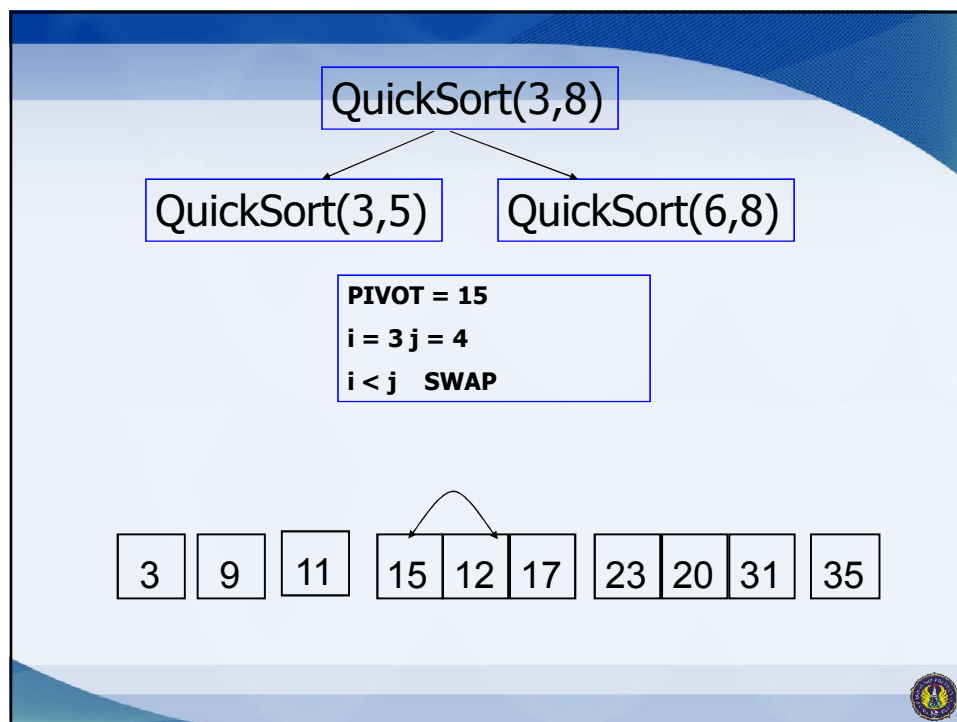 QuickSort(3,8)
QuickSort(3,5) QuickSort(6,8)
PIVOT = 15
i = 3 j = 4
i < j SWAP
3 9 11 15 12 17 23 20 31 35